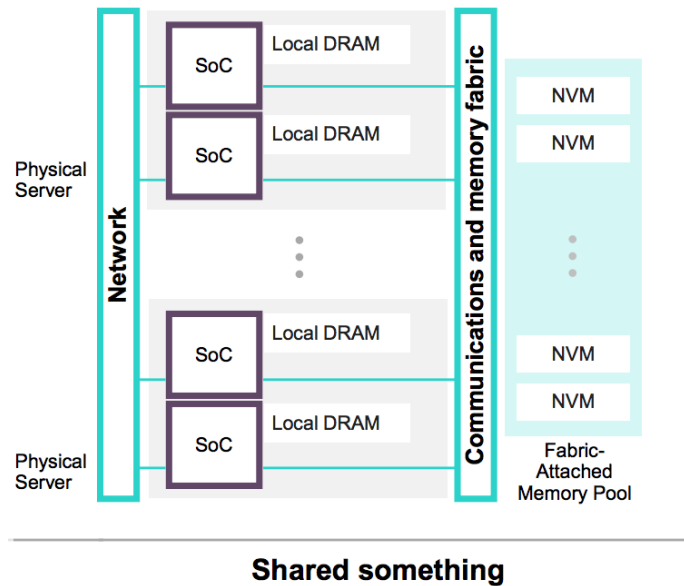 Network
Physical
Server
SoC
Local DRAM
SoC
Local DRAM
Physical
Server
SoC
Local DRAM
SoC
Local DRAM
Communications and memory fabric
NVM
NVM
NVM
NVM
Fabric-
Attached
Memory Pool
Shared something